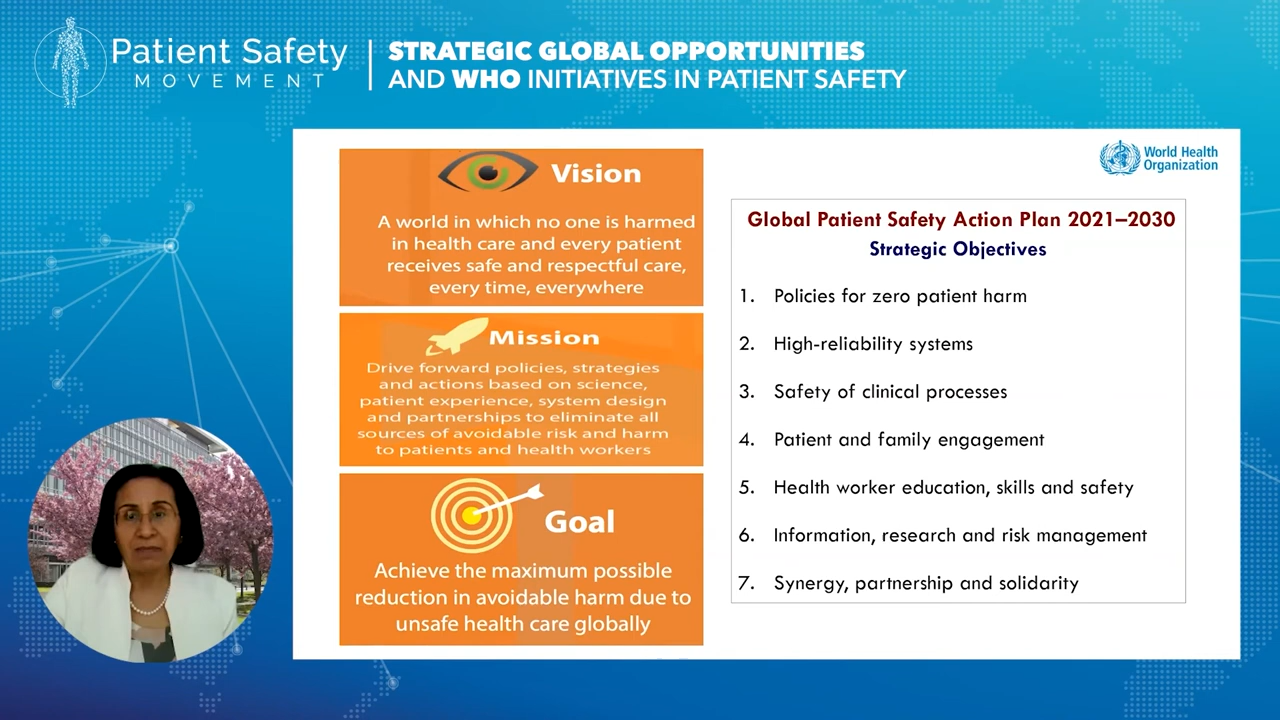 Patient Safety
MOVEMENT
STRATEGIC GLOBAL OPPORTUNITIES
AND WHO INITIATIVES IN PATIENT SAFETY
World Health
Organization
Vision
A world in which no one is harmed
in health care and every patient
receives safe and respectful care,
every time, everywhere
Mission
Drive forward policies, strategies
and actions based on science,
patient experience, system design
and partnerships to eliminate all
sources of avoidable risk and harm
to patients and health workers
Goal
Achieve the maximum possible
reduction in avoidable harm due to
unsafe health care globally
Global Patient Safety Action Plan 2021–2030
Strategic Objectives
1. Policies for zero patient harm
2. High-reliability systems
3. Safety of clinical processes
4. Patient and family engagement
5. Health worker education, skills and safety
6. Information, research and risk management
7. Synergy, partnership and solidarity